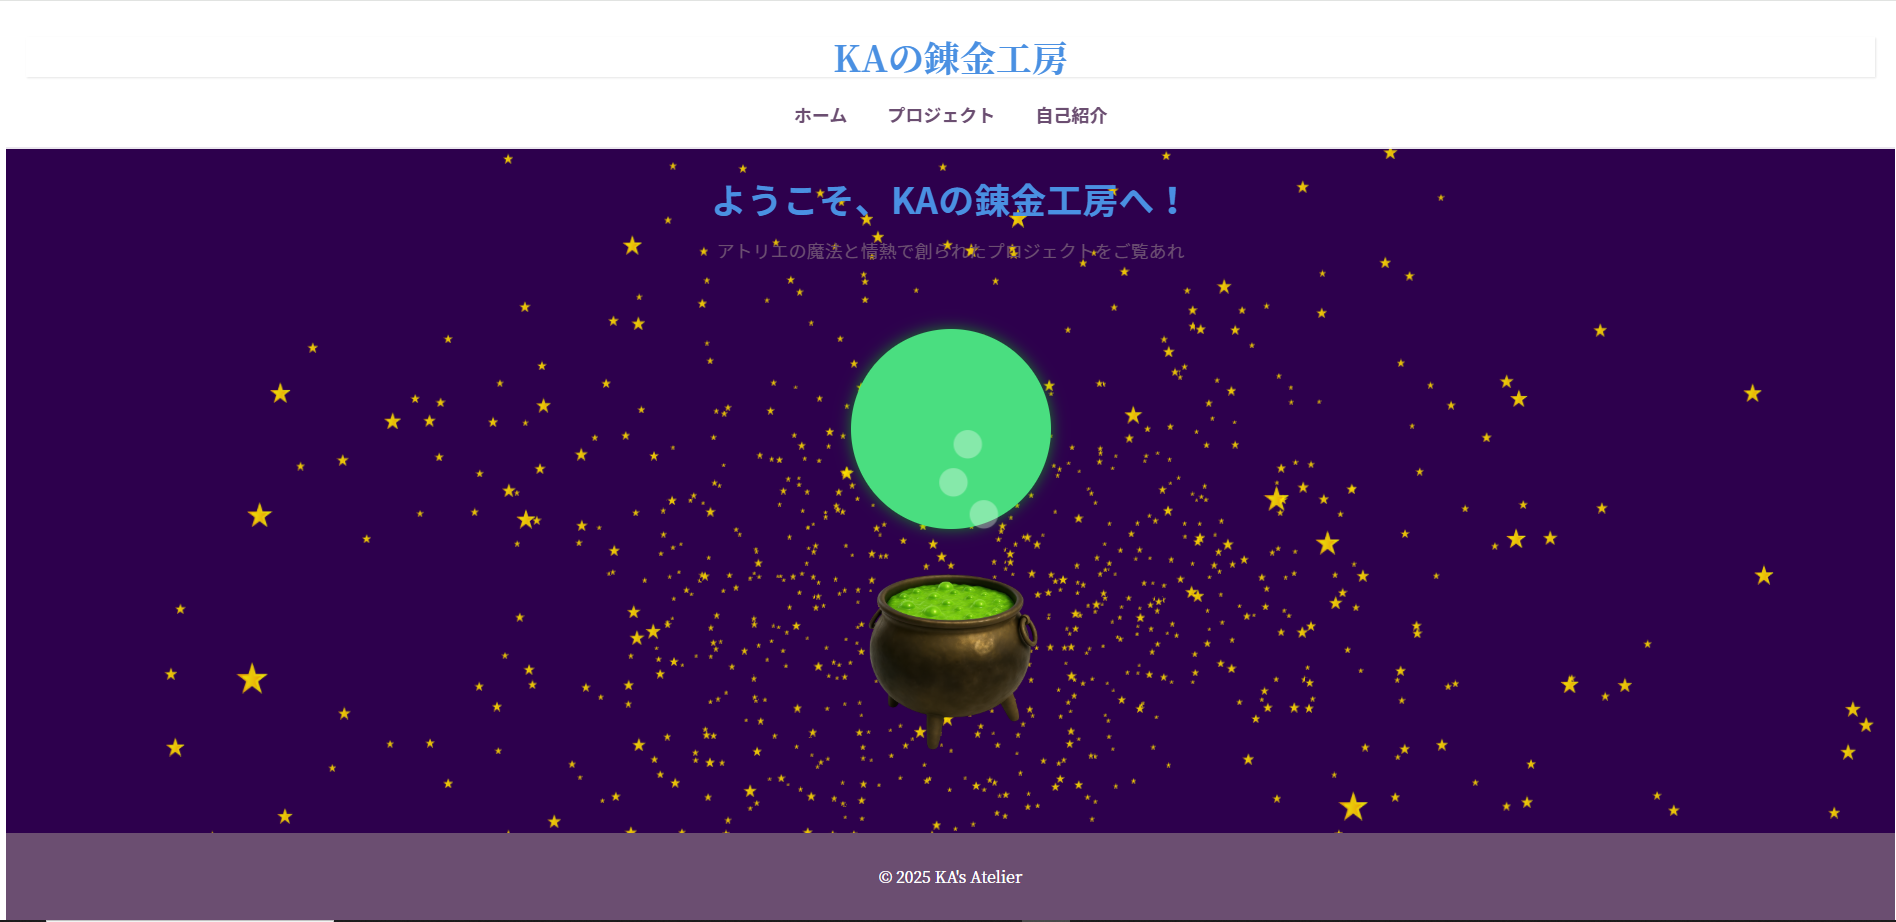 KAの錬金工房
ホーム プロジェクト 自己紹介
ようこそ、KAの錬金工房へ！
アトリエの魔法と情熱で創られたプロジェクトをご覧あれ
© 2025 KA's Atelier